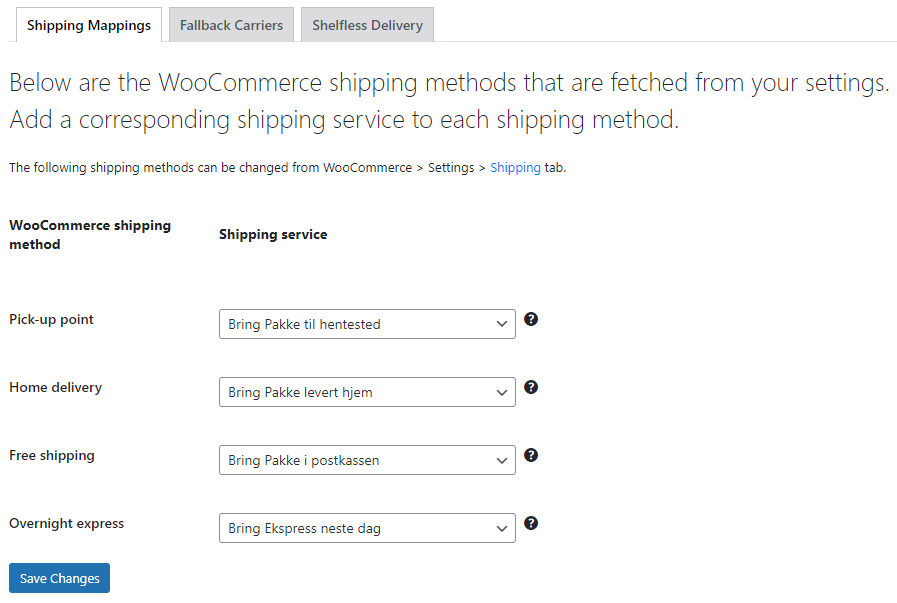 Shipping Mappings
Fallback Carriers
Shelfless Delivery
Below are the WooCommerce shipping methods that are fetched from your settings.
Add a corresponding shipping service to each shipping method.
The following shipping methods can be changed from WooCommerce > Settings > Shipping tab.
WooCommerce shipping
method
Shipping service
Pick-up point
Bring Pakke til hentested
?
Home delivery
Bring Pakke levert hjem
?
Free shipping
Bring Pakke i postkassen
?
Overnight express
Bring Ekspress neste dag
?
Save Changes